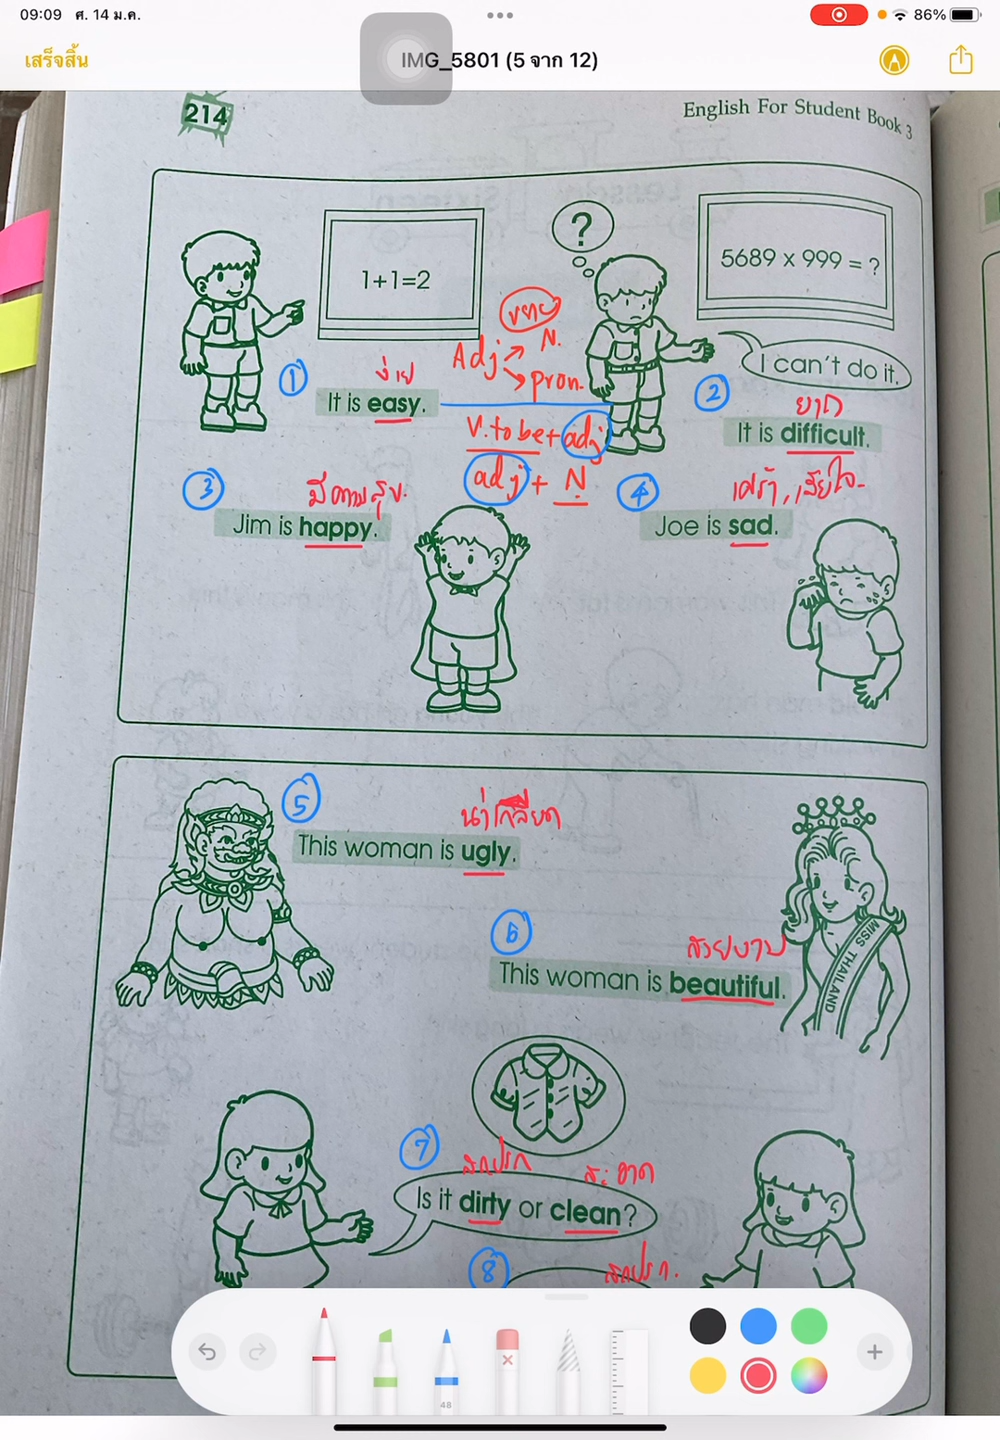 09:09 ศ. 14 ม.ค.
86%
เสร็จสิ้น
IMG_5801 (5 จาก 12)
214
English For Student Book 3
1+1=2
?
5689 x 999 = ?
ขยาย
Adj
N.
pron.
I can't do it.
1
ง่าย
It is easy.
2
ยาก
It is difficult.
V. to be + adj
adj + N
3
มีความสุข.
Jim is happy.
4
เศร้า, เสียใจ
Joe is sad.
5
น่าเกลียด
This woman is ugly.
6
สวยงาม
This woman is beautiful.
MISS THAILAND
7
สกปรก
สะอาด
Is it dirty or clean?
8
สกปรก.
48